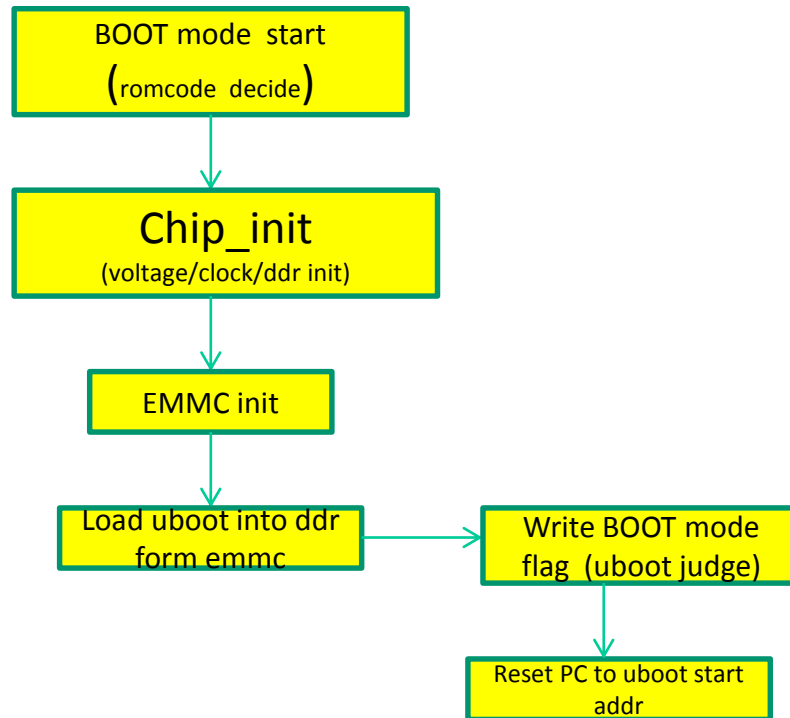 BOOT mode start
(romcode decide)
Chip_init
(voltage/clock/ddr init)
EMMC init
Load uboot into ddr
form emmc
Write BOOT mode
flag (uboot judge)
Reset PC to uboot start
addr